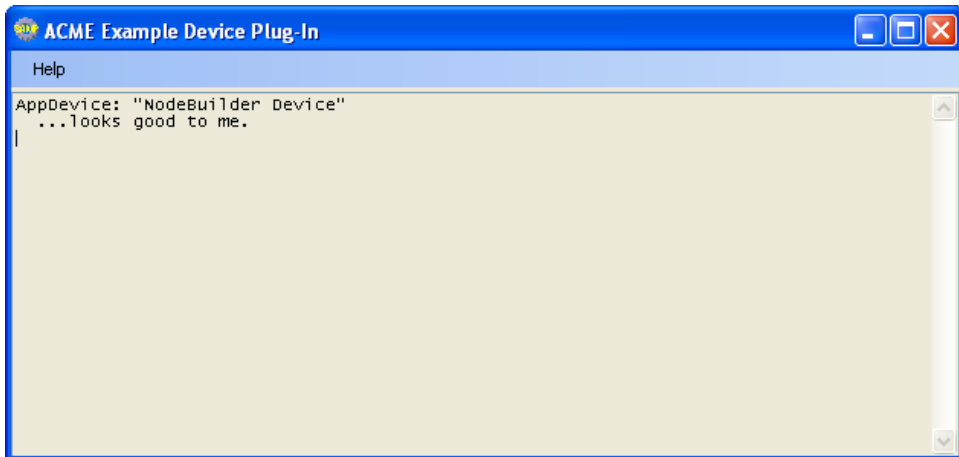 ACME Example Device Plug-In
Help
AppDevice: "NodeBuilder Device"
...looks good to me.